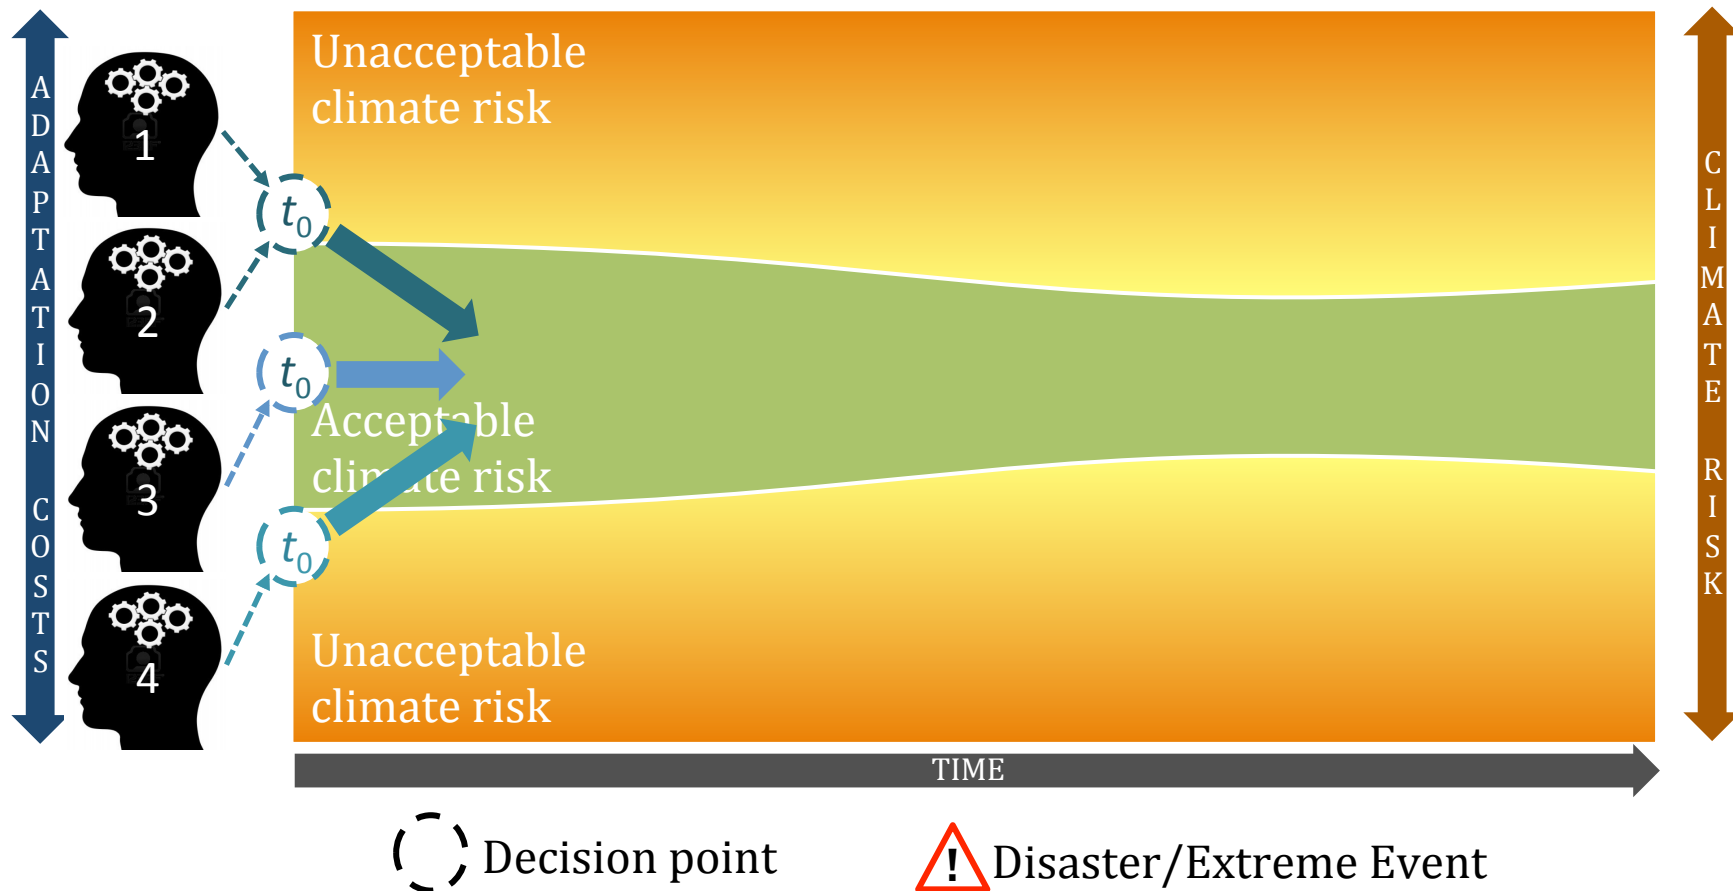 ADAPTATION COSTS
1
2
3
4
t0
t0
t0
Unacceptable
climate risk
Acceptable
climate risk
Unacceptable
climate risk
CLIMATE RISK
TIME
Decision point
! Disaster/Extreme Event